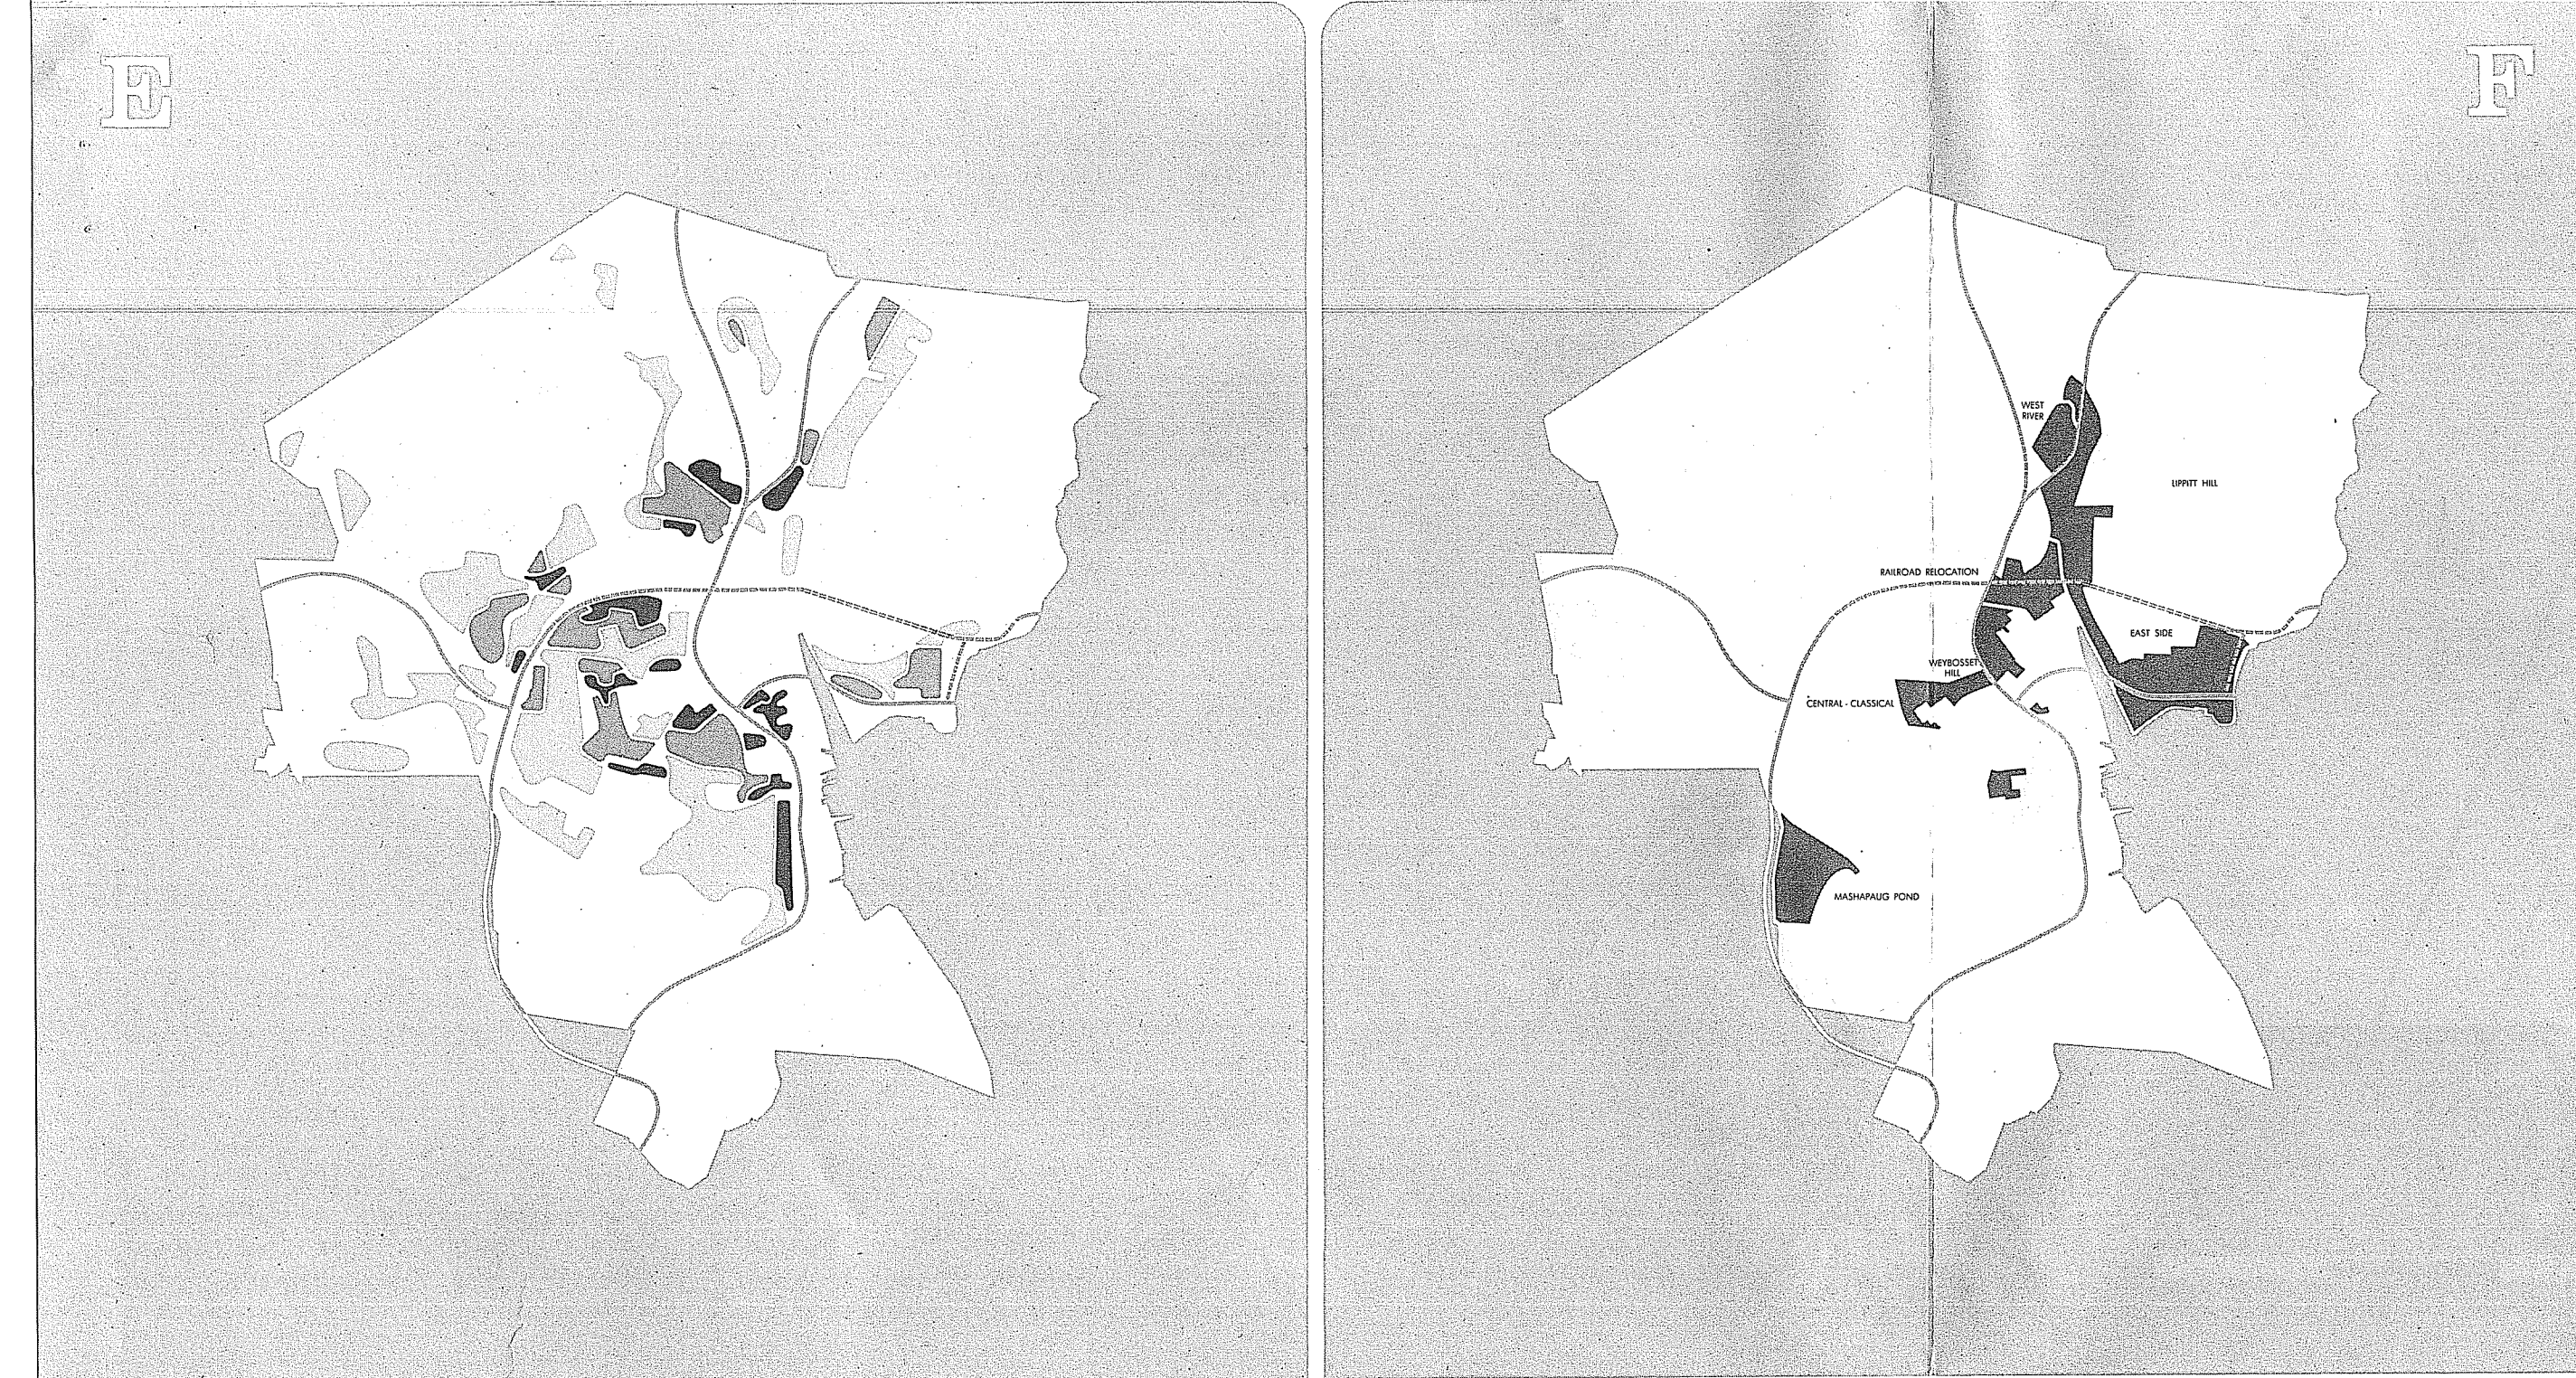 E
F
WEST
RIVER
LIPPITT HILL
RAILROAD RELOCATION
EAST SIDE
WEYBOSSET
HILL
CENTRAL - CLASSICAL
MASHAPAUG POND